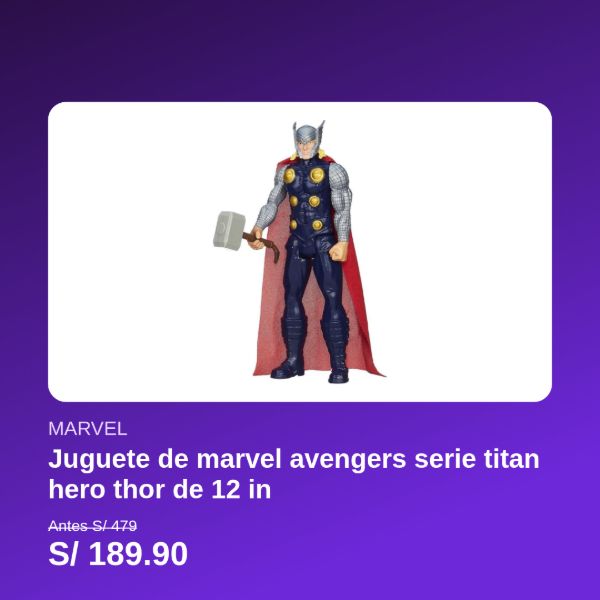 MARVEL
Juguete de marvel avengers serie titan
hero thor de 12 in
Antes S/ 479
S/ 189.90